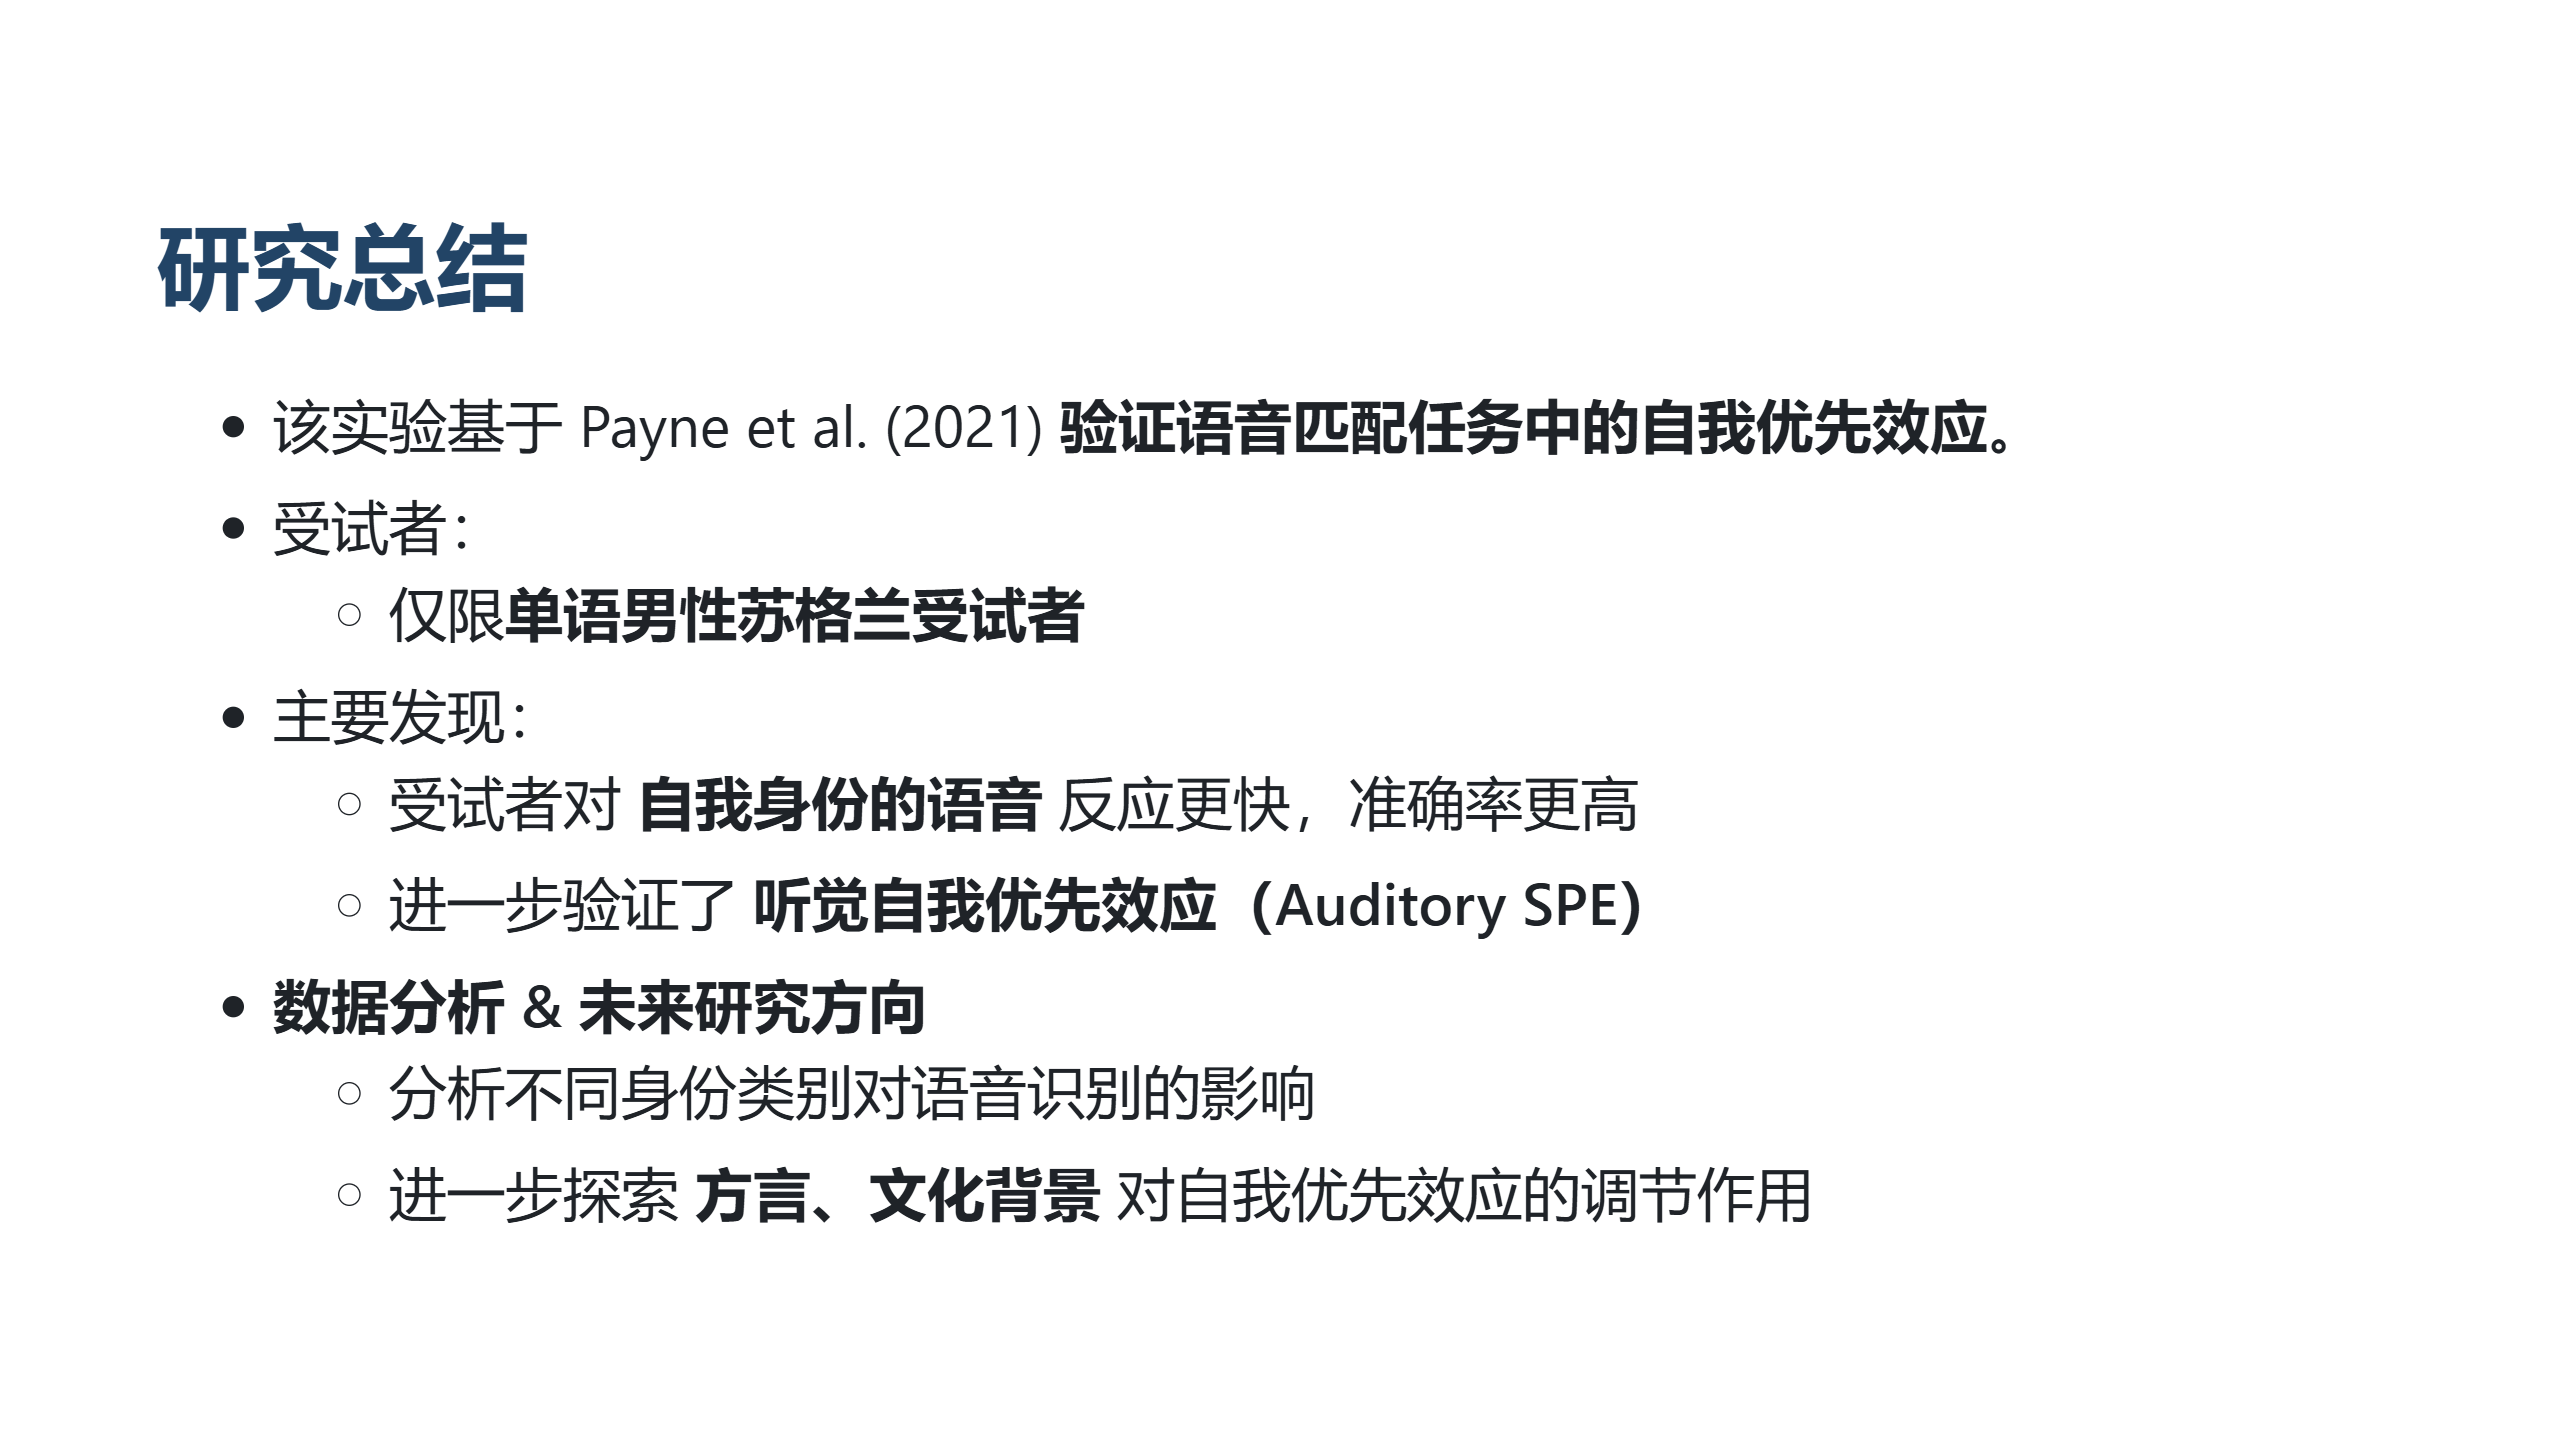 研究总结
• 该实验基于 Payne et al. (2021) 验证语音匹配任务中的自我优先效应。
• 受试者：
○ 仅限单语男性苏格兰受试者
• 主要发现：
○ 受试者对 自我身份的语音 反应更快，准确率更高
○ 进一步验证了 听觉自我优先效应（Auditory SPE）
• 数据分析 & 未来研究方向
○ 分析不同身份类别对语音识别的影响
○ 进一步探索 方言、文化背景 对自我优先效应的调节作用